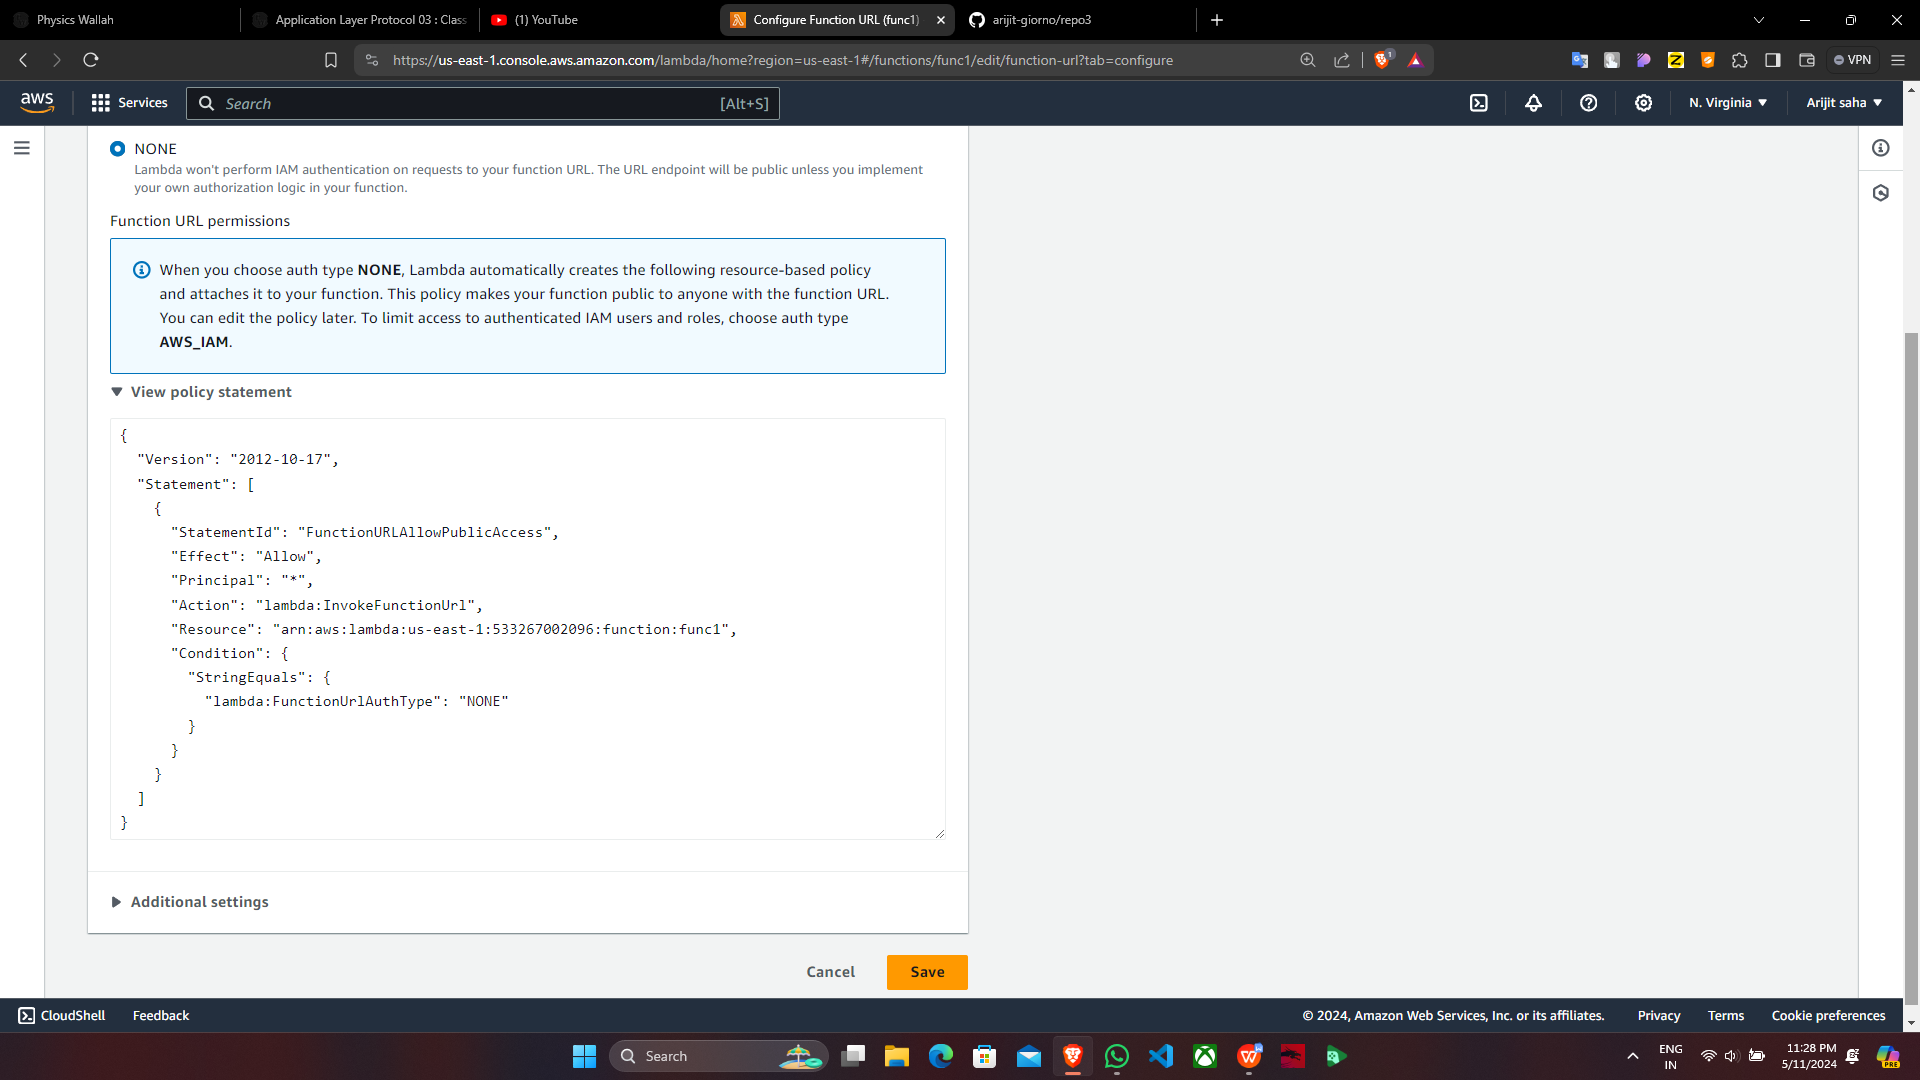 Physics Wallah
Application Layer Protocol 03 : Class
(1) YouTube
Configure Function URL (func1)
arijit-giorno/repo3
https://us-east-1.console.aws.amazon.com/lambda/home?region=us-east-1#/functions/func1/edit/function-url?tab=configure
1
VPN
aws
Services
Search
[Alt+S]
N. Virginia
Arijit saha
NONE
Lambda won't perform IAM authentication on requests to your function URL. The URL endpoint will be public unless you implement
your own authorization logic in your function.
Function URL permissions
When you choose auth type NONE, Lambda automatically creates the following resource-based policy
and attaches it to your function. This policy makes your function public to anyone with the function URL.
You can edit the policy later. To limit access to authenticated IAM users and roles, choose auth type
AWS_IAM.
View policy statement
{
"Version": "2012-10-17",
"Statement": [
{
"StatementId": "FunctionURLAllowPublicAccess",
"Effect": "Allow",
"Principal": "*",
"Action": "lambda:InvokeFunctionUrl",
"Resource": "arn:aws:lambda:us-east-1:533267002096:function:func1",
"Condition": {
"StringEquals": {
"lambda:FunctionUrlAuthType": "NONE"
}
}
}
]
}
Additional settings
Cancel
Save
CloudShell
Feedback
© 2024, Amazon Web Services, Inc. or its affiliates.
Privacy
Terms
Cookie preferences
Search
ENG
IN
11:28 PM
5/11/2024
PRE